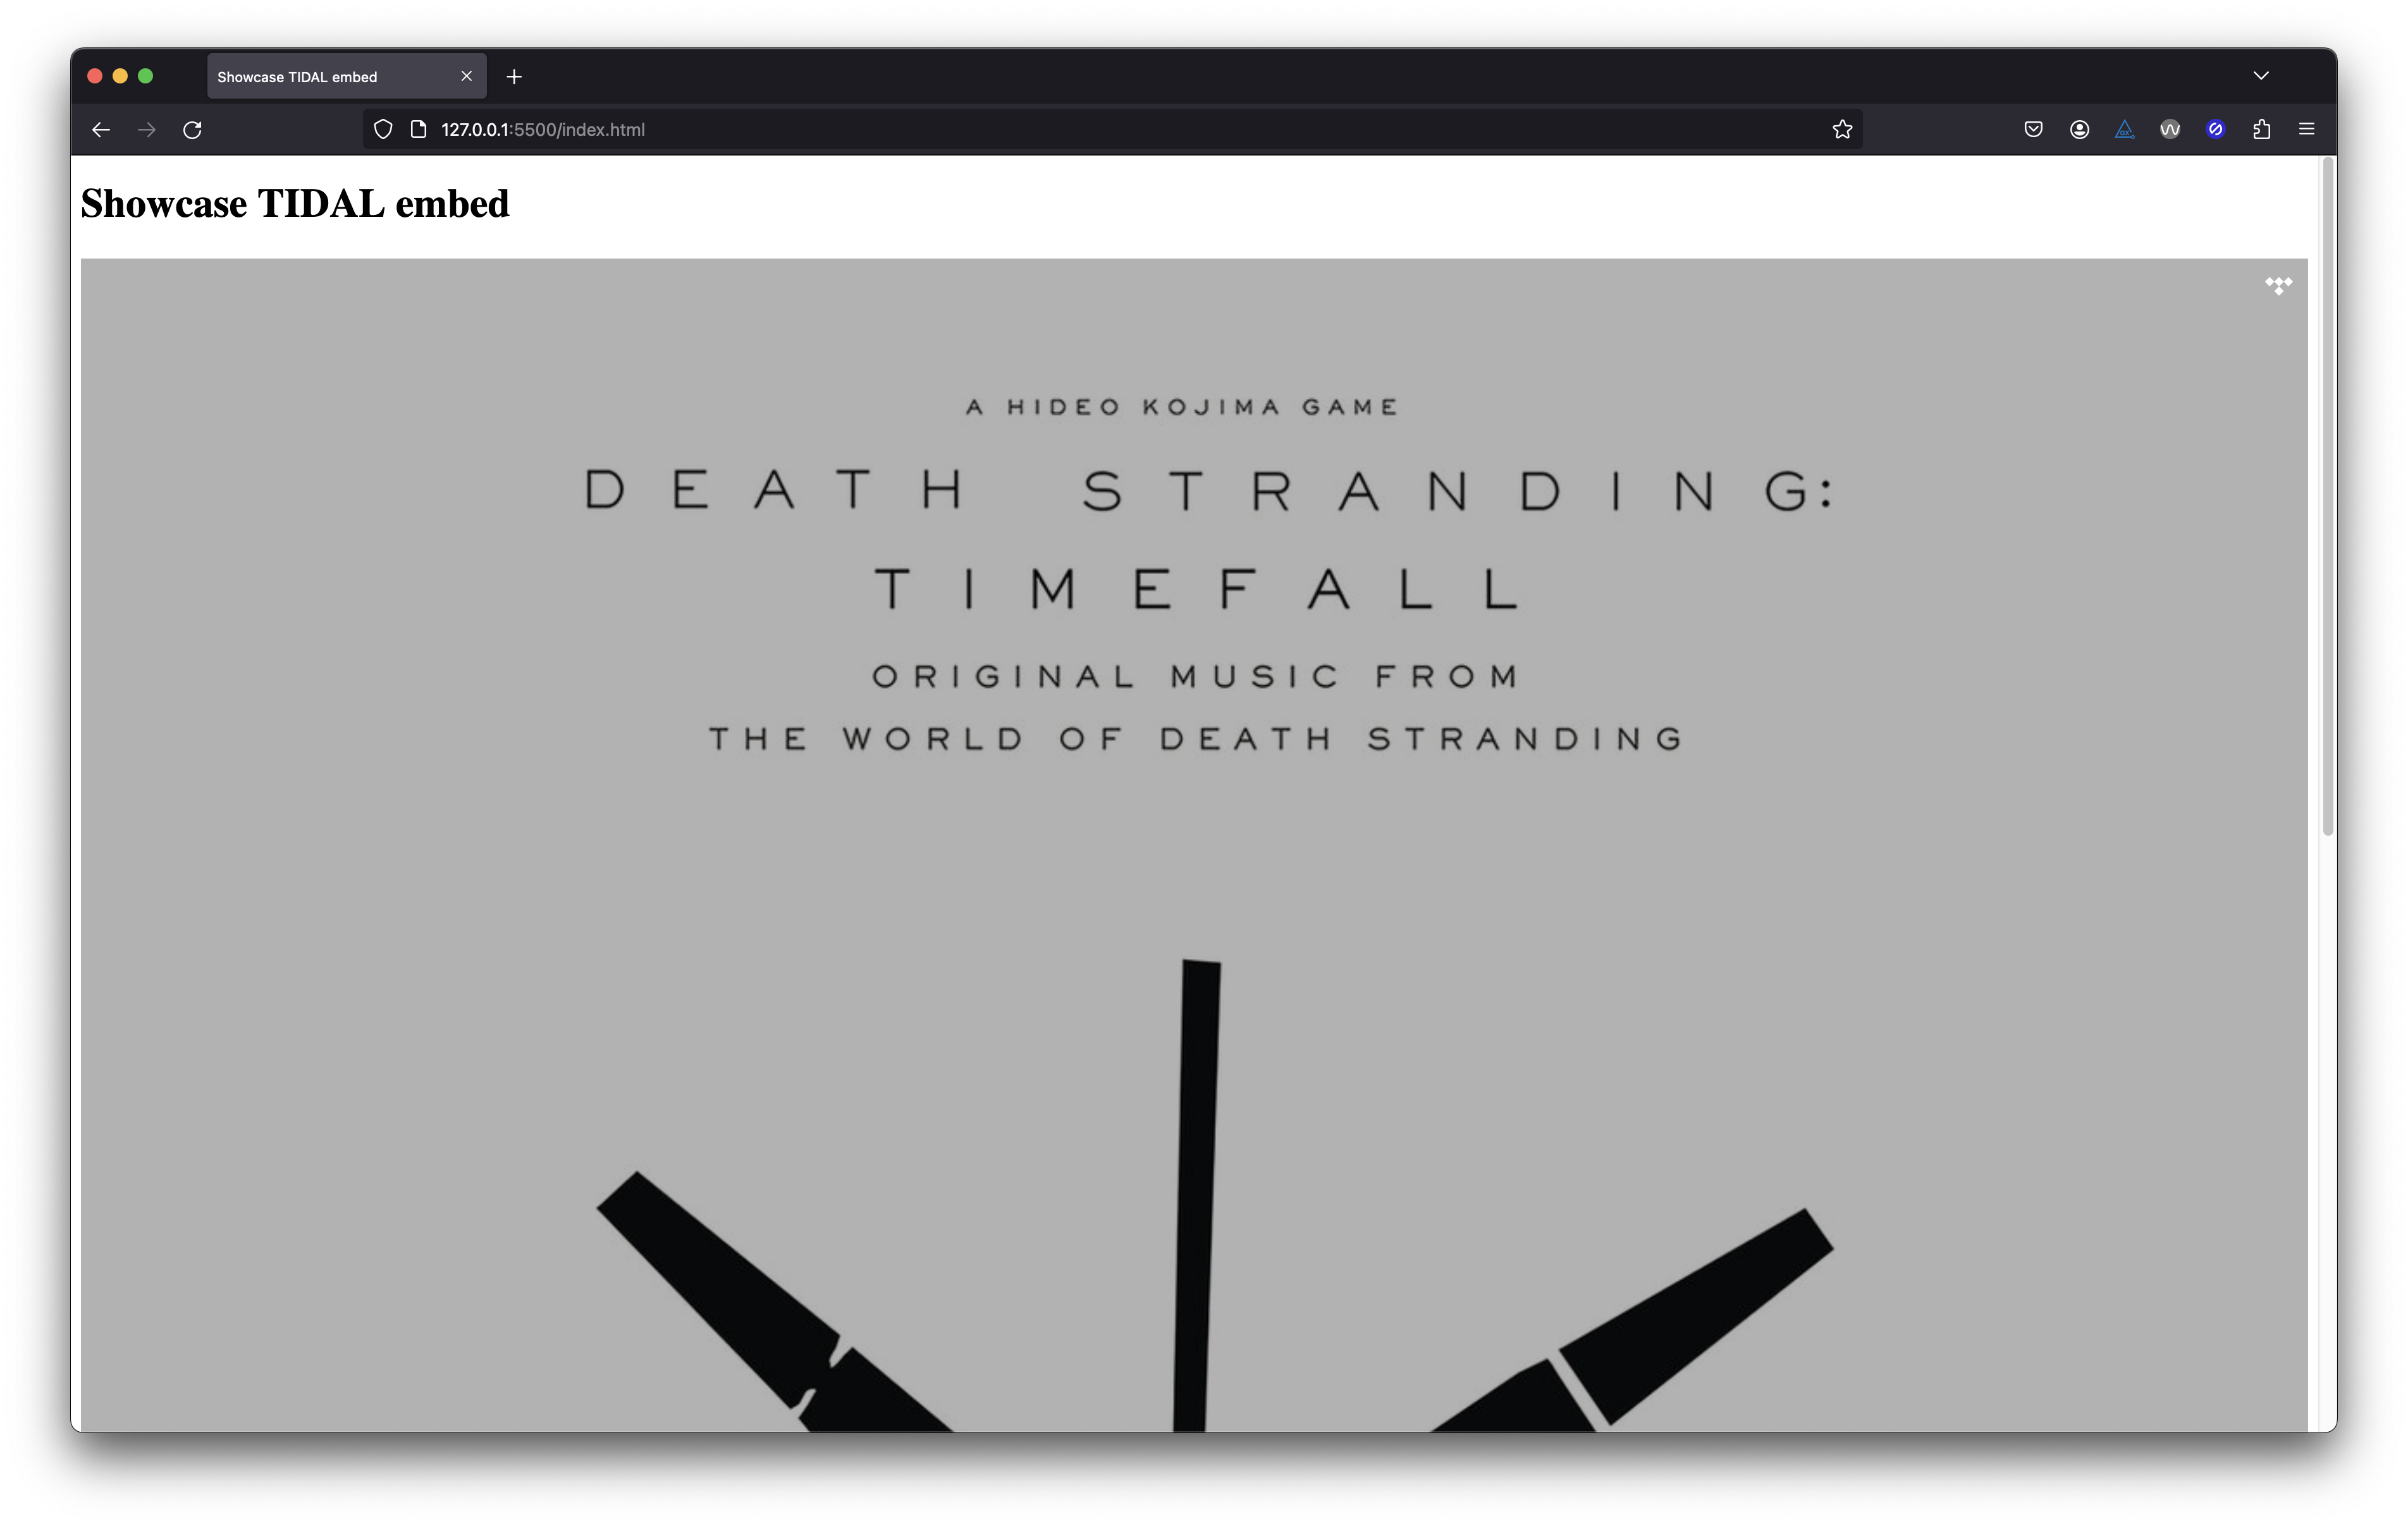 Showcase TIDAL embed
127.0.0.1:5500/index.html
Showcase TIDAL embed
A HIDEO KOJIMA GAME
DEATH STRANDING:
TIMEFALL
ORIGINAL MUSIC FROM
THE WORLD OF DEATH STRANDING